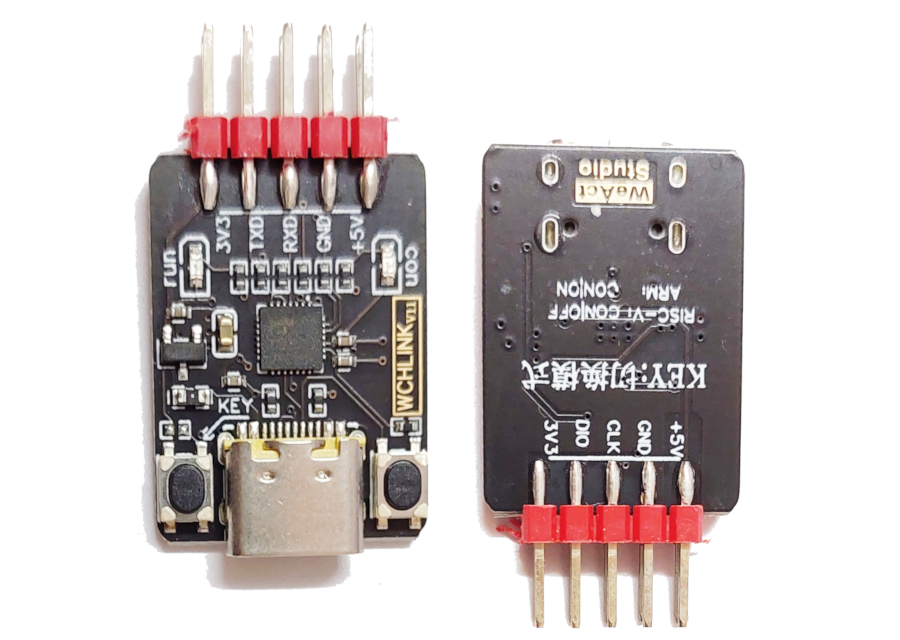 3V3
TXD
RXD
GND
+5V
run
con
WCHLINK V1.1
KEY
WeAct
Studio
ARM: CON|ON
RISC-V: CON|OFF
KEY:切换模式
3V3
DIO
CLK
GND
+5V